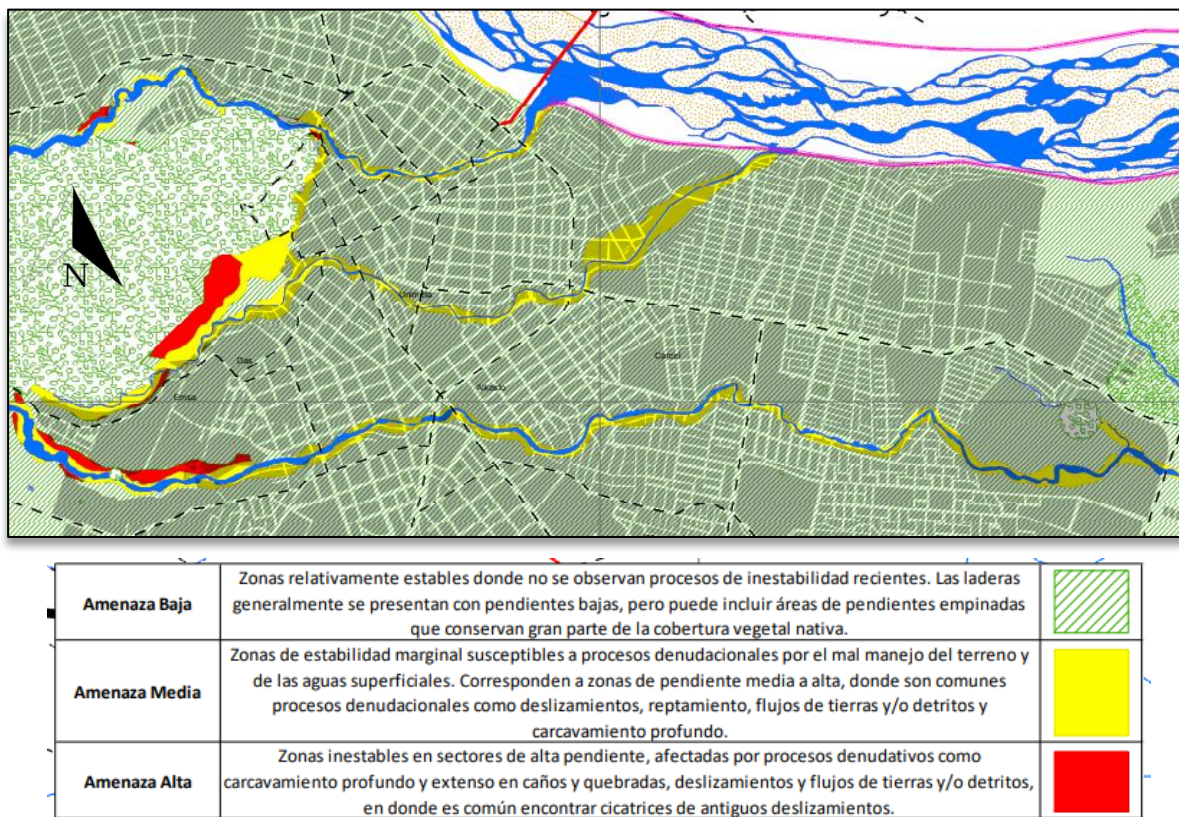 N
Das
Emsa
Carcel
Alkosto
Amenaza Baja
Zonas relativamente estables donde no se observan procesos de inestabilidad recientes. Las laderas
generalmente se presentan con pendientes bajas, pero puede incluir áreas de pendientes empinadas
que conservan gran parte de la cobertura vegetal nativa.
Amenaza Media
Zonas de estabilidad marginal susceptibles a procesos denudacionales por el mal manejo del terreno y
de las aguas superficiales. Corresponden a zonas de pendiente media a alta, donde son comunes
procesos denudacionales como deslizamientos, reptamiento, flujos de tierras y/o detritos y
carcavamiento profundo.
Amenaza Alta
Zonas inestables en sectores de alta pendiente, afectadas por procesos denudativos como
carcavamiento profundo y extenso en caños y quebradas, deslizamientos y flujos de tierras y/o detritos,
en donde es común encontrar cicatrices de antiguos deslizamientos.